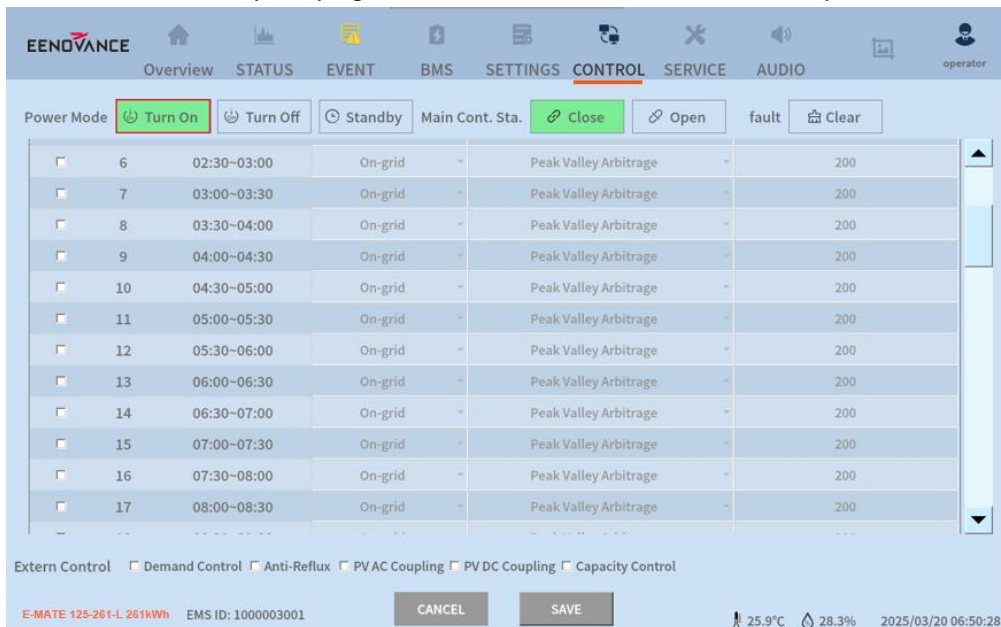 EENOVANCE
Overview STATUS EVENT BMS SETTINGS CONTROL SERVICE AUDIO operator
Power Mode Turn On Turn Off Standby Main Cont. Sta. Close Open fault Clear
6 02:30~03:00 On-grid Peak Valley Arbitrage 200
7 03:00~03:30 On-grid Peak Valley Arbitrage 200
8 03:30~04:00 On-grid Peak Valley Arbitrage 200
9 04:00~04:30 On-grid Peak Valley Arbitrage 200
10 04:30~05:00 On-grid Peak Valley Arbitrage 200
11 05:00~05:30 On-grid Peak Valley Arbitrage 200
12 05:30~06:00 On-grid Peak Valley Arbitrage 200
13 06:00~06:30 On-grid Peak Valley Arbitrage 200
14 06:30~07:00 On-grid Peak Valley Arbitrage 200
15 07:00~07:30 On-grid Peak Valley Arbitrage 200
16 07:30~08:00 On-grid Peak Valley Arbitrage 200
17 08:00~08:30 On-grid Peak Valley Arbitrage 200
Extern Control Demand Control Anti-Reflux PV AC Coupling PV DC Coupling Capacity Control
E-MATE 125-261-L 261kWh EMS ID: 1000003001 CANCEL SAVE 25.9°C 28.3% 2025/03/20 06:50:28